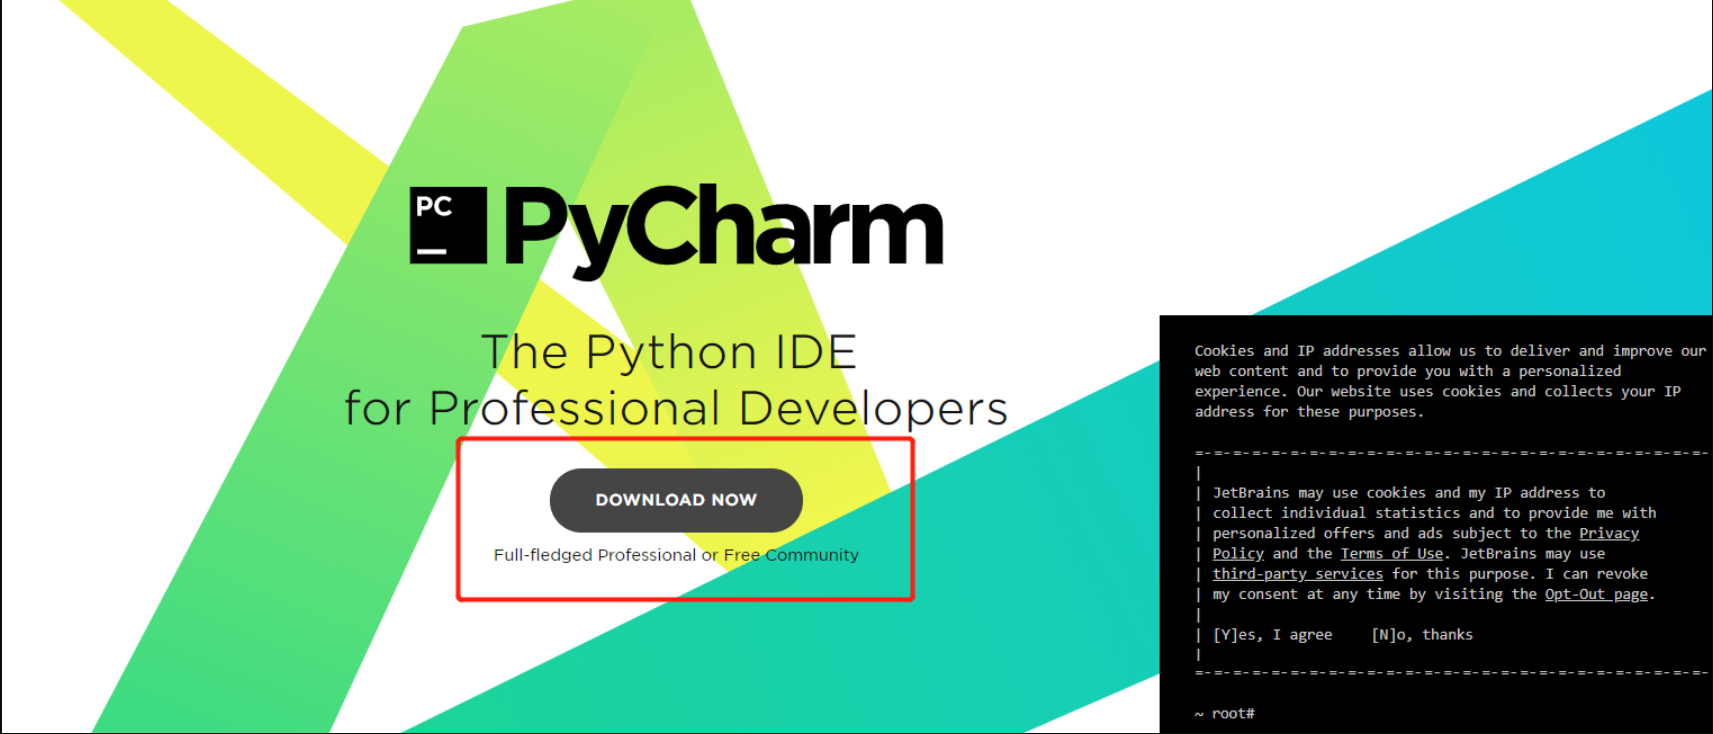 PC
PyCharm
The Python IDE
for Professional Developers
DOWNLOAD NOW
Full-fledged Professional or Free Community
Cookies and IP addresses allow us to deliver and improve our
web content and to provide you with a personalized
experience. Our website uses cookies and collects your IP
address for these purposes.
JetBrains may use cookies and my IP address to
collect individual statistics and to provide me with
personalized offers and ads subject to the Privacy
Policy and the Terms of Use. JetBrains may use
third-party services for this purpose. I can revoke
my consent at any time by visiting the Opt-Out page.
[Y]es, I agree [N]o, thanks
~ root#